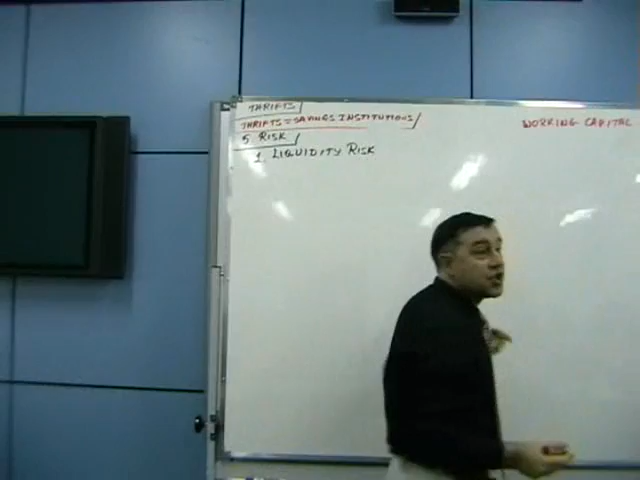 THRIFTS
THRIFTS = SAVINGS INSTITUTIONS
5 RISK
1. LIQUIDITY RISK
WORKING CAPITAL